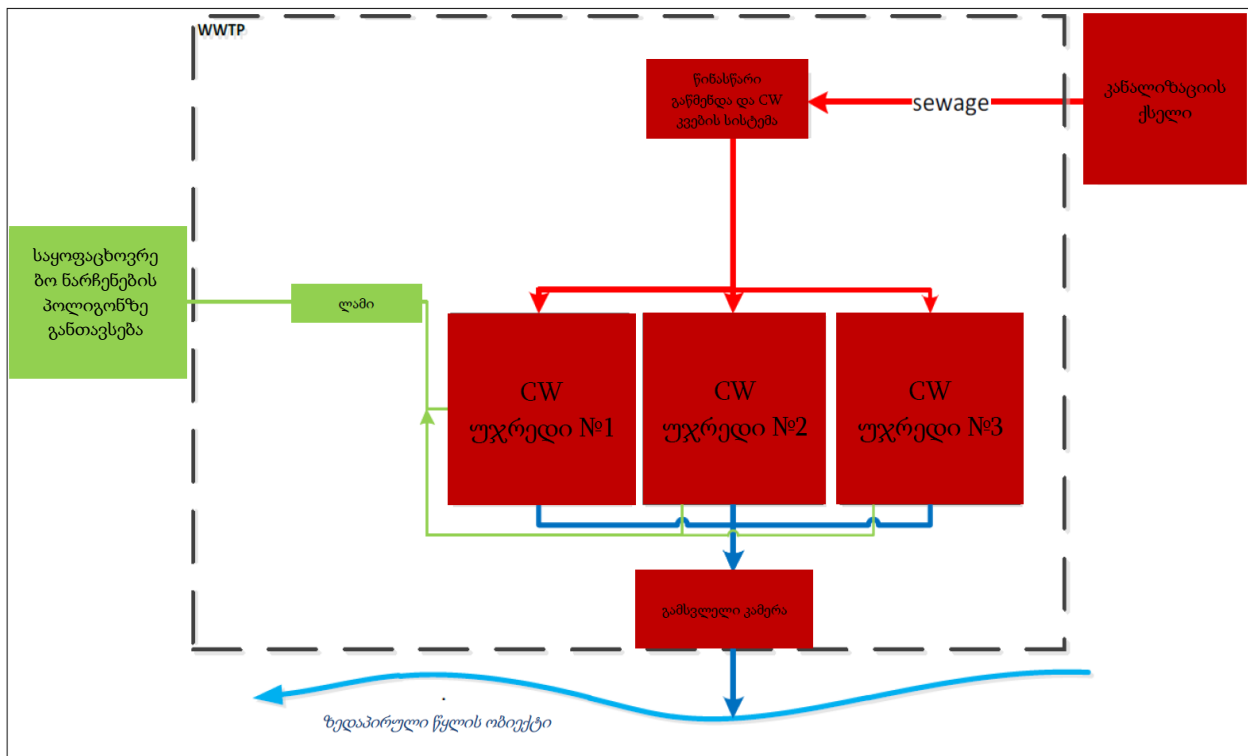 WWTP
წინასწარი
გაწმენდა და CW
კვების სისტემა
sewage
კანალიზაციის
ქსელი
საყოფაცხოვრე
ბო ნარჩენების
პოლიგონზე
განთავსება
ლამი
CW
უჯრედი №1
CW
უჯრედი №2
CW
უჯრედი №3
გამსვლელი კამერა
ზედაპირული წყლის ობიექტი